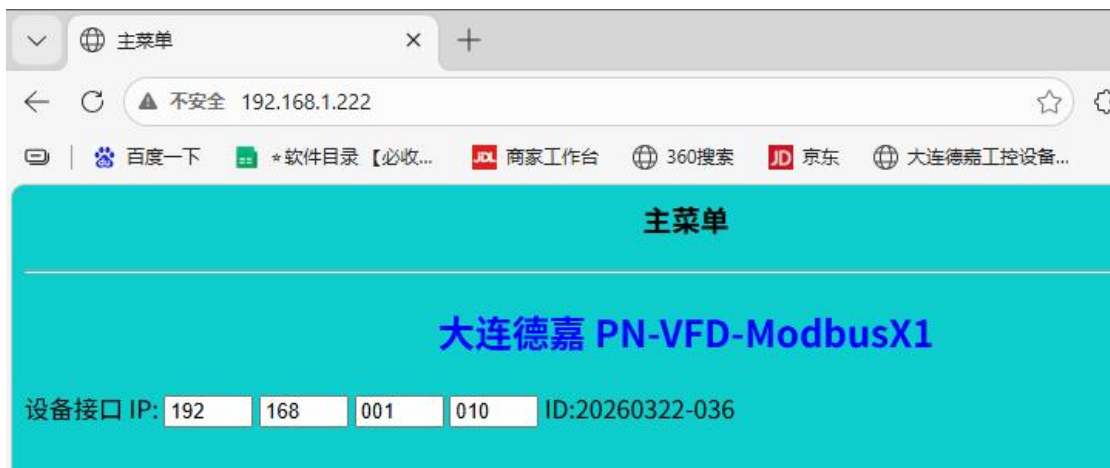 主菜单
不安全 192.168.1.222
百度一下 *软件目录【必收... JDL 商家工作台 360搜索 JD 京东 大连德嘉工控设备...
主菜单
大连德嘉 PN-VFD-ModbusX1
设备接口 IP: 192 168 001 010 ID:20260322-036